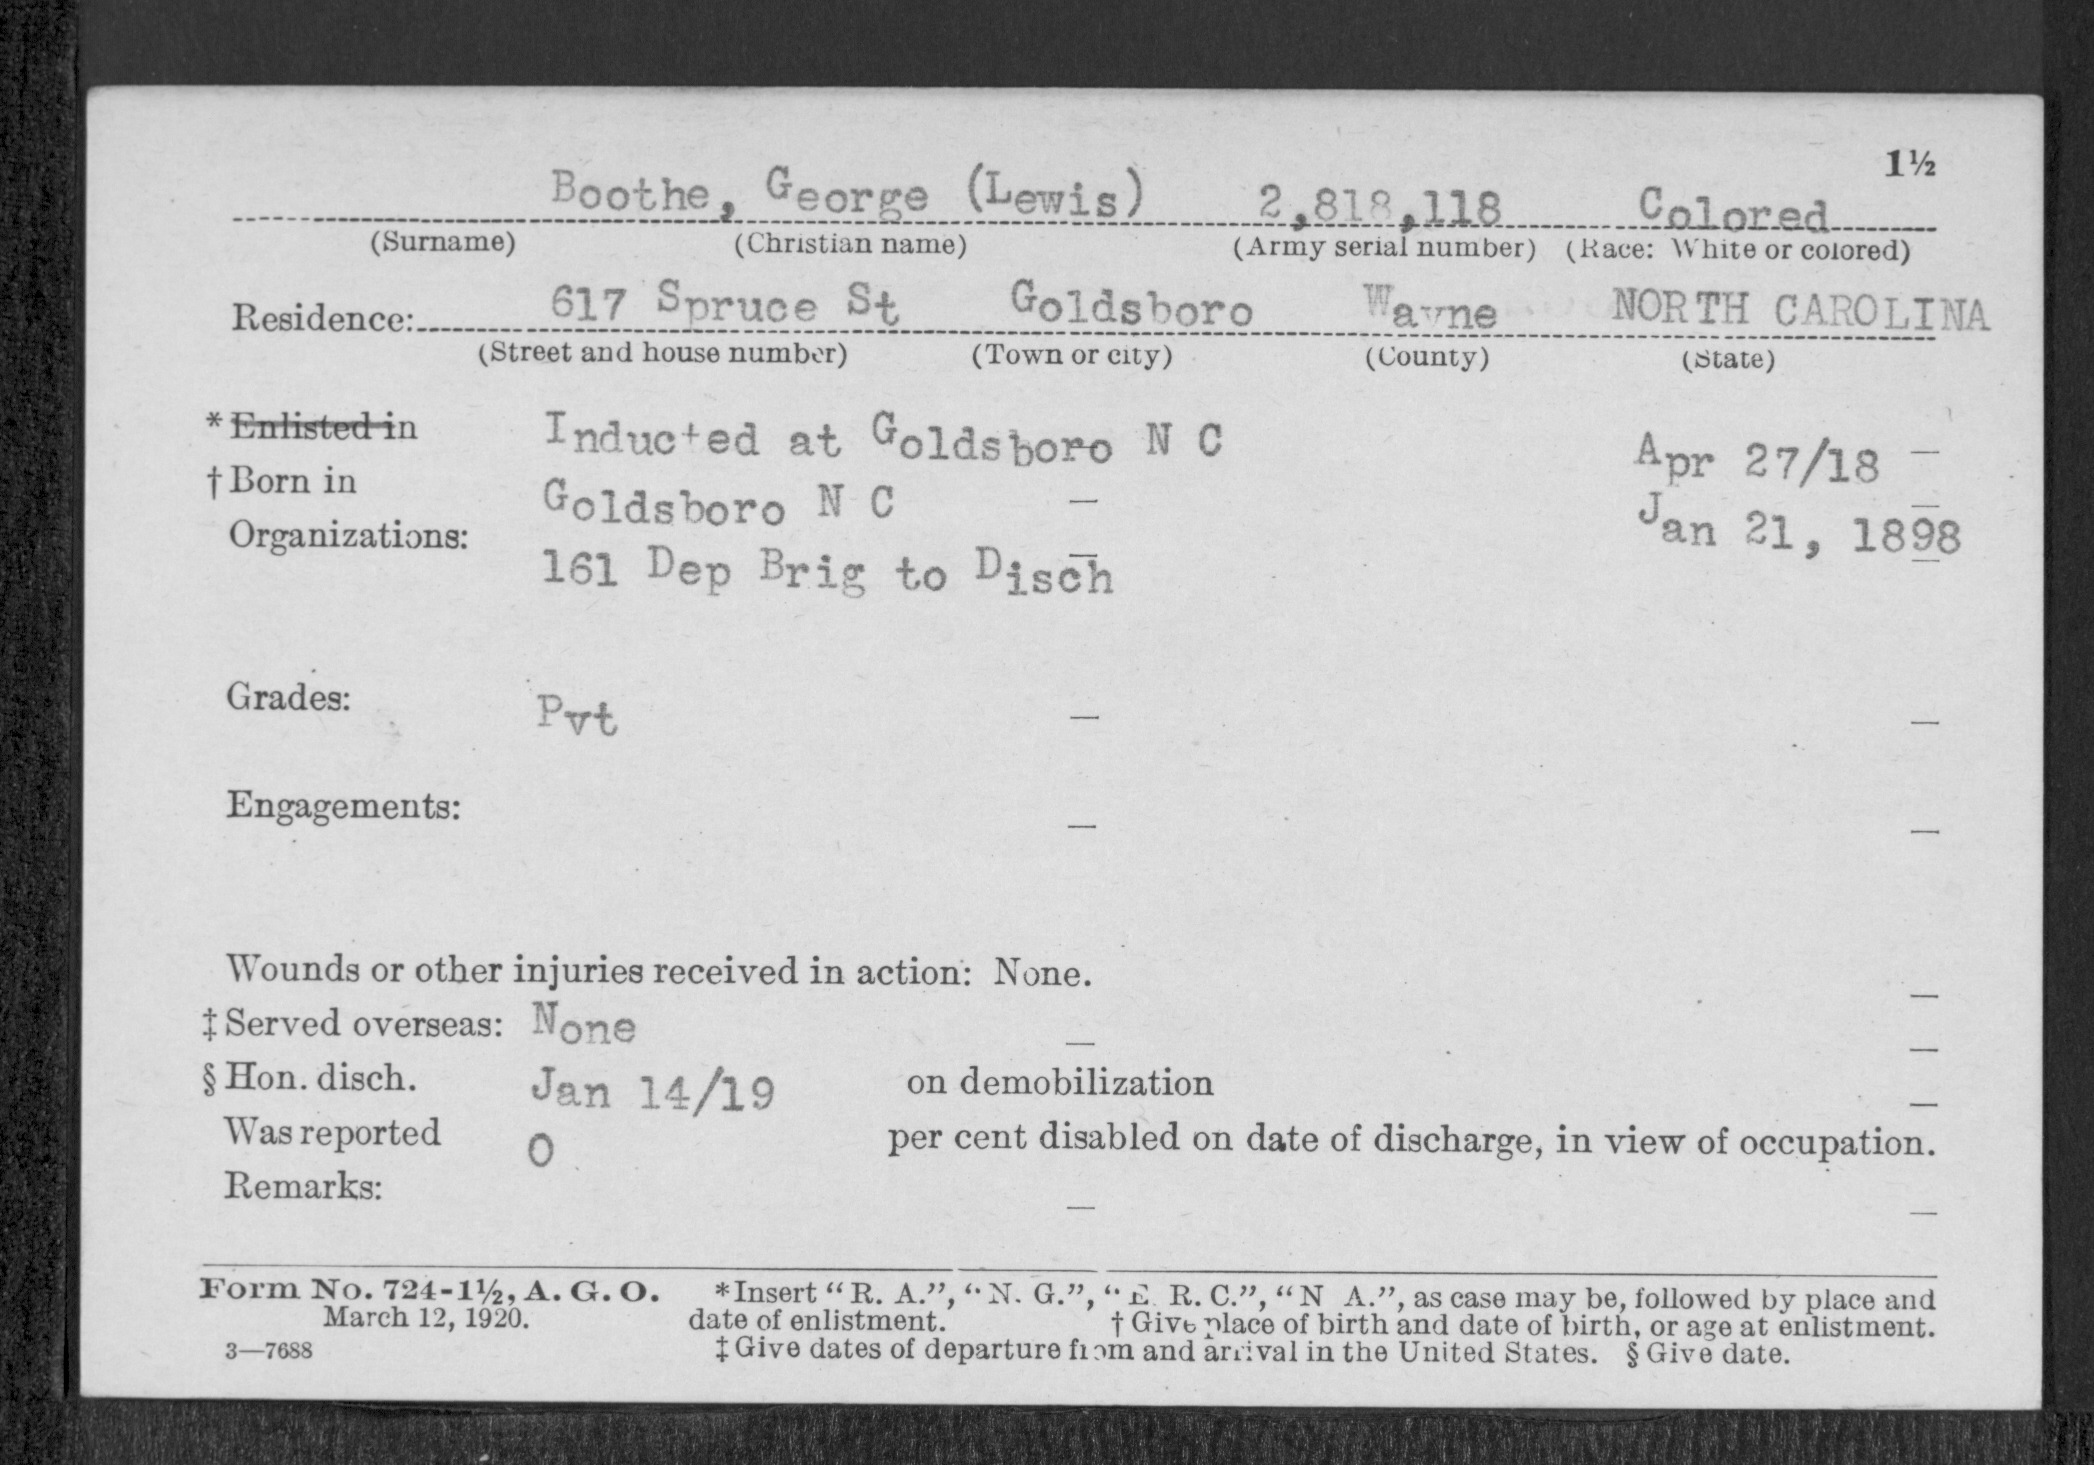 1½
Boothe, George (Lewis) 2,818,118 Colored
(Surname) (Christian name) (Army serial number) (Race: White or colored)
Residence: 617 Spruce St Goldsboro Wayne NORTH CAROLINA
(Street and house number) (Town or city) (County) (State)
* Enlisted in Inducted at Goldsboro N C Apr 27/18 —
† Born in Goldsboro N C — Jan 21, 1898 —
Organizations: 161 Dep Brig to Disch — —
Grades: Pvt — —
Engagements: — —
Wounds or other injuries received in action: None. —
‡ Served overseas: None — —
§ Hon. disch. Jan 14/19 on demobilization —
Was reported 0 per cent disabled on date of discharge, in view of occupation.
Remarks: — —
Form No. 724-1½, A. G. O. *Insert "R. A.", "N. G.", "E. R. C.", "N A.", as case may be, followed by place and
March 12, 1920. date of enlistment. † Give place of birth and date of birth, or age at enlistment.
3—7688 ‡ Give dates of departure from and arrival in the United States. § Give date.